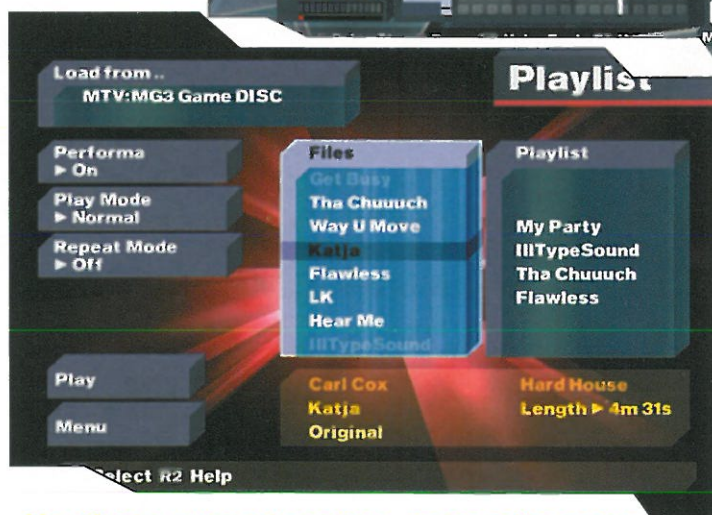 Load from..
MTV:MG3 Game DISC
Playlist
Performa
► On
Play Mode
► Normal
Repeat Mode
► Off
Play
Menu
Files
Get Busy
Tha Chuuuch
Way U Move
Katja
Flawless
LK
Hear Me
IllTypeSound
Playlist
My Party
IllTypeSound
Tha Chuuuch
Flawless
Carl Cox
Katja
Original
Hard House
Length ► 4m 31s
Select R2 Help